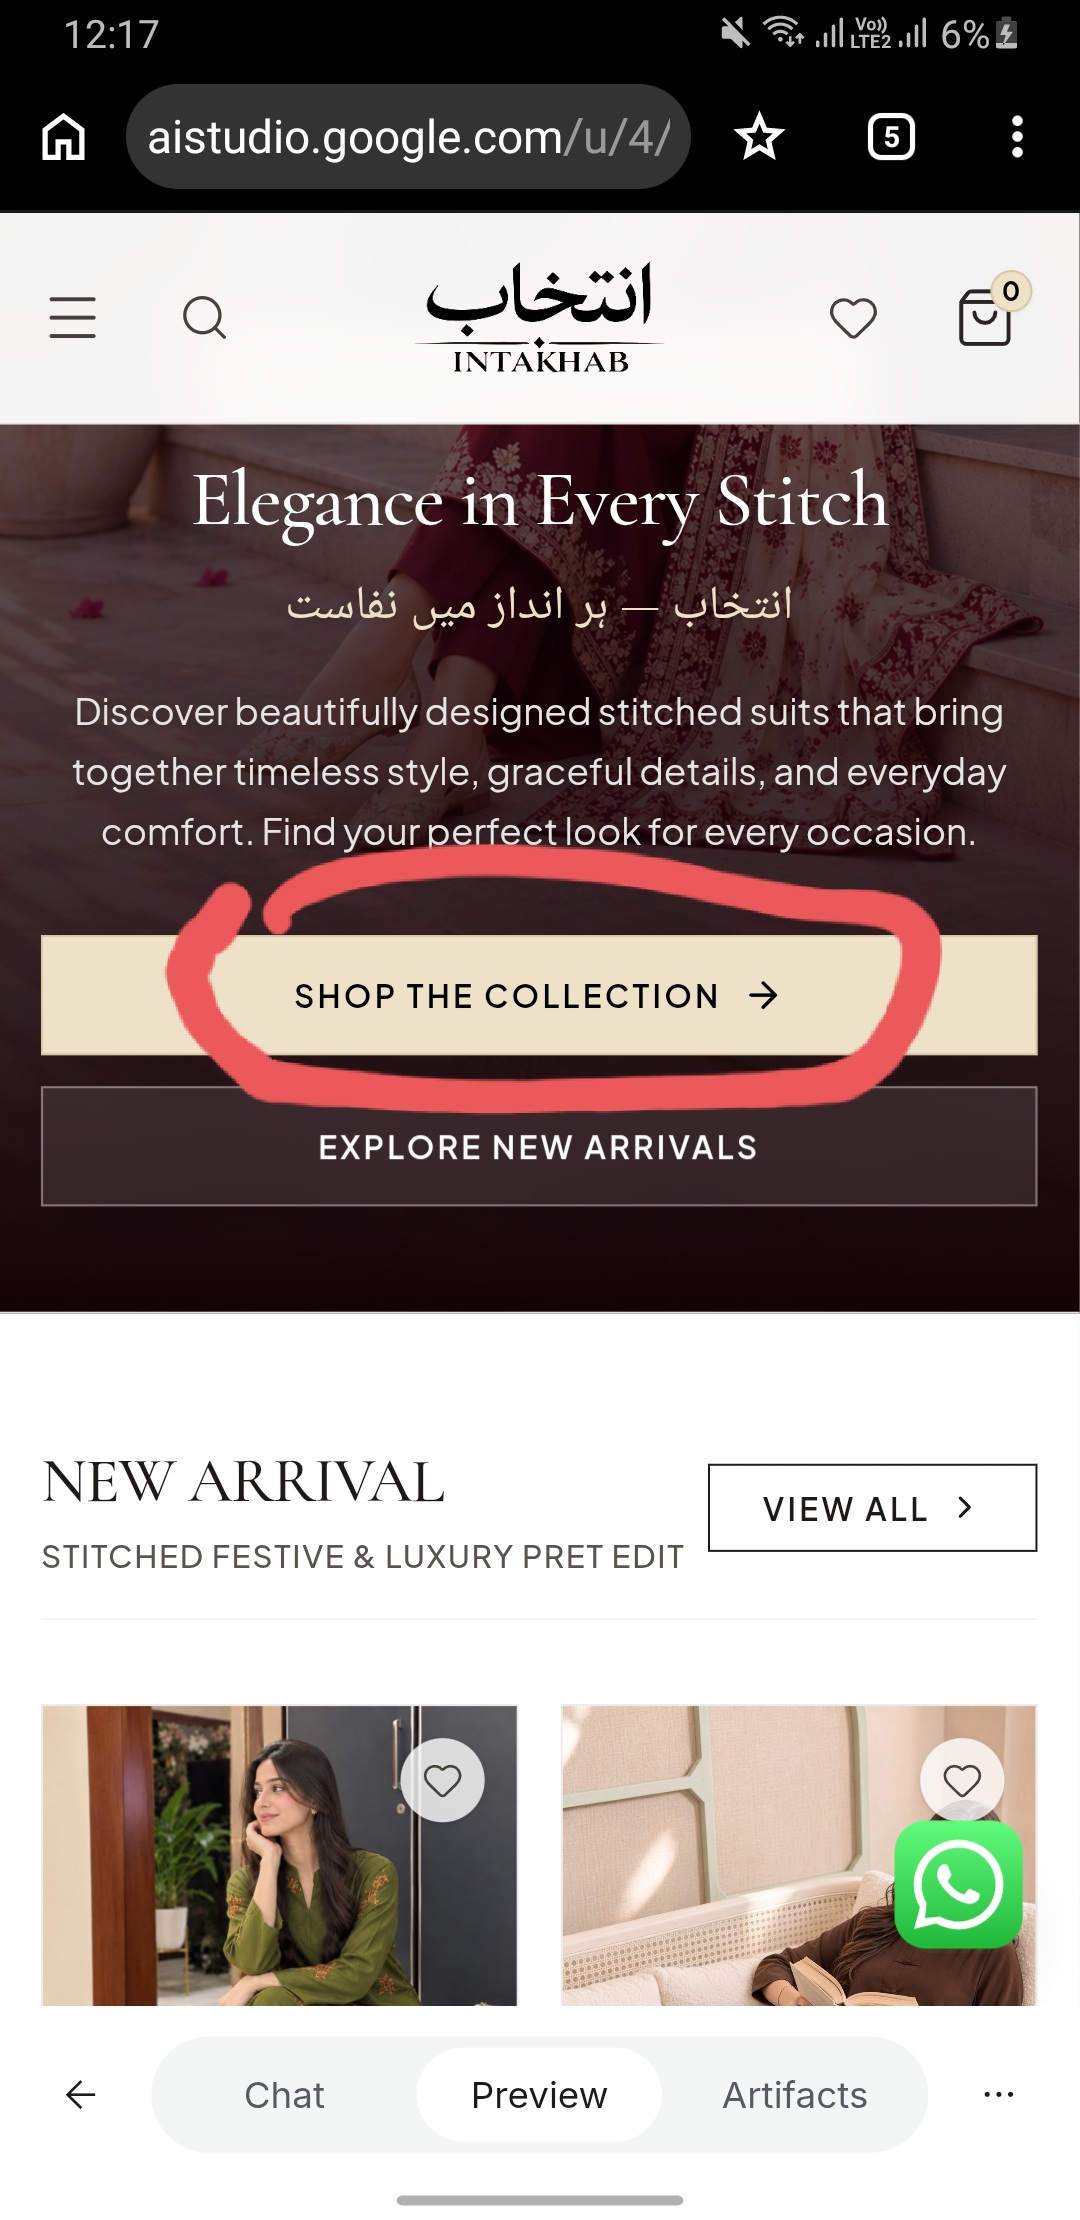 12:17
Vo))
LTE2
6%
aistudio.google.com/u/4/
5
انتخاب
INTAKHAB
0
Elegance in Every Stitch
انتخاب — ہر انداز میں نفاست
Discover beautifully designed stitched suits that bring
together timeless style, graceful details, and everyday
comfort. Find your perfect look for every occasion.
SHOP THE COLLECTION →
EXPLORE NEW ARRIVALS
NEW ARRIVAL
VIEW ALL >
STITCHED FESTIVE & LUXURY PRET EDIT
Chat
Preview
Artifacts